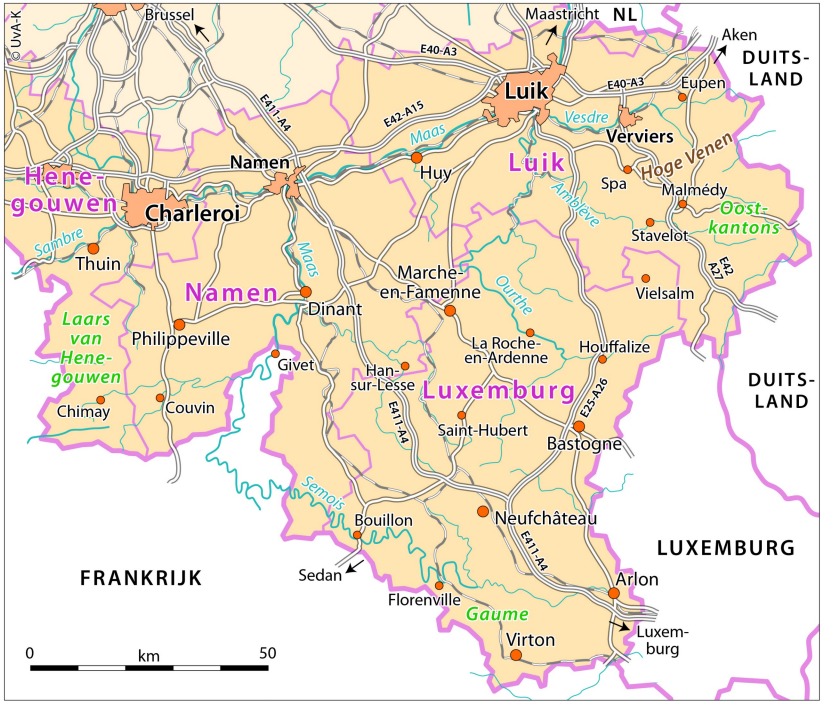 © UvA-K
Brussel
Maastricht
NL
Aken
DUITS-
LAND
E40-A3
E40-A3
Eupen
Luik
E411-A4
E42-A15
Maas
Vesdre
Verviers
Namen
Huy
Luik
Hoge Venen
Spa
Malmédy
Hene-
gouwen
Charleroi
Amblève
Oost-
kantons
Stavelot
Sambre
Thuin
Maas
E42
A27
Marche-
en-Famenne
Ourthe
Vielsalm
Namen
Dinant
Laars
van
Hene-
gouwen
Philippeville
La Roche-
en-Ardenne
Houffalize
Givet
Han-
sur-Lesse
Luxemburg
DUITS-
LAND
Chimay
Couvin
E411-A4
E25-A26
Saint-Hubert
Bastogne
Semois
Bouillon
Neufchâteau
LUXEMBURG
E411-A4
FRANKRIJK
Sedan
Arlon
Florenville
Gaume
Virton
Luxem-
burg
0 km 50